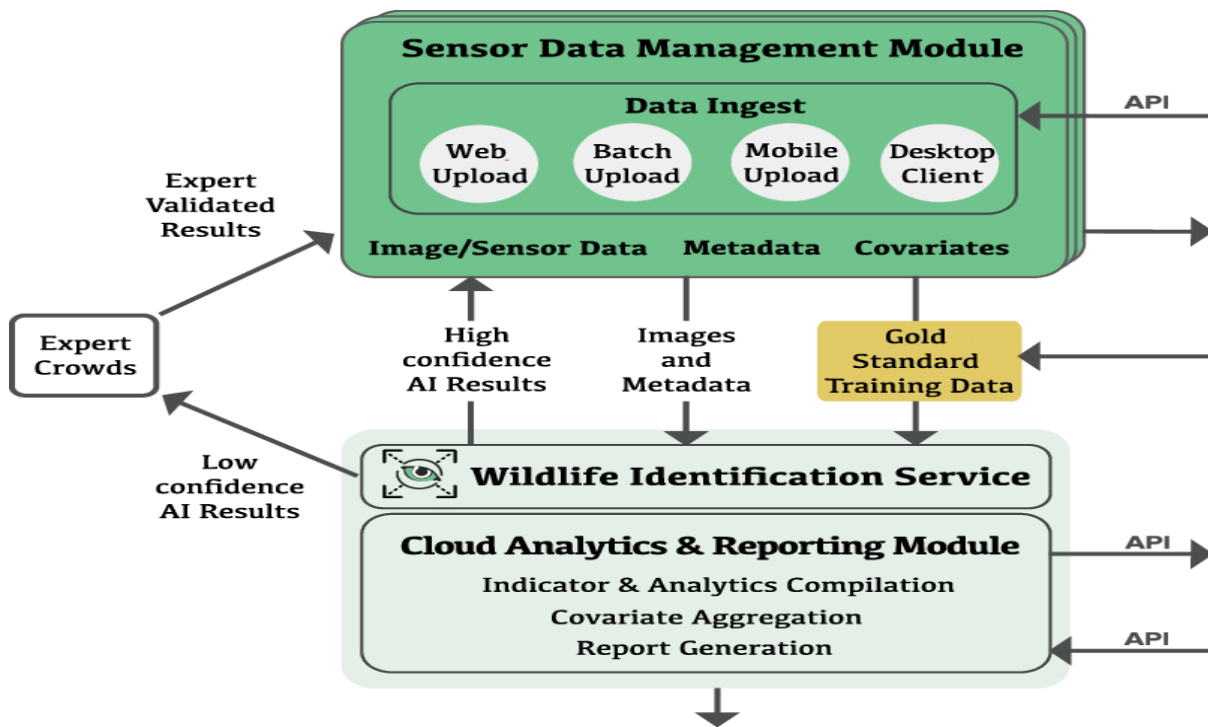 Sensor Data Management Module
Data Ingest
API
Web
Upload
Batch
Upload
Mobile
Upload
Desktop
Client
Expert
Validated
Results
Image/Sensor Data
Metadata
Covariates
Expert
Crowds
High
confidence
AI Results
Images
and
Metadata
Gold
Standard
Training Data
Low
confidence
AI Results
Wildlife Identification Service
Cloud Analytics & Reporting Module
API
Indicator & Analytics Compilation
Covariate Aggregation
Report Generation
API